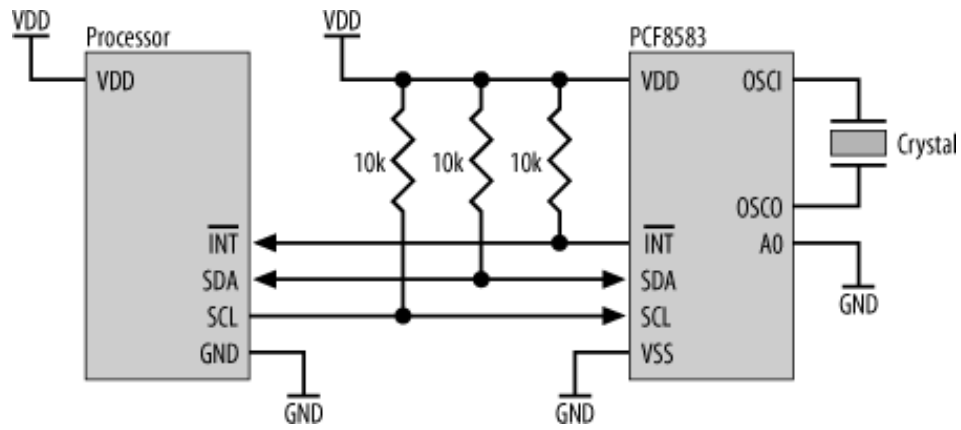 VDD
Processor
VDD
INT
SDA
SCL
GND
GND
VDD
10k
10k
10k
PCF8583
VDD
INT
SDA
SCL
VSS
GND
OSCI
OSCO
A0
Crystal
GND